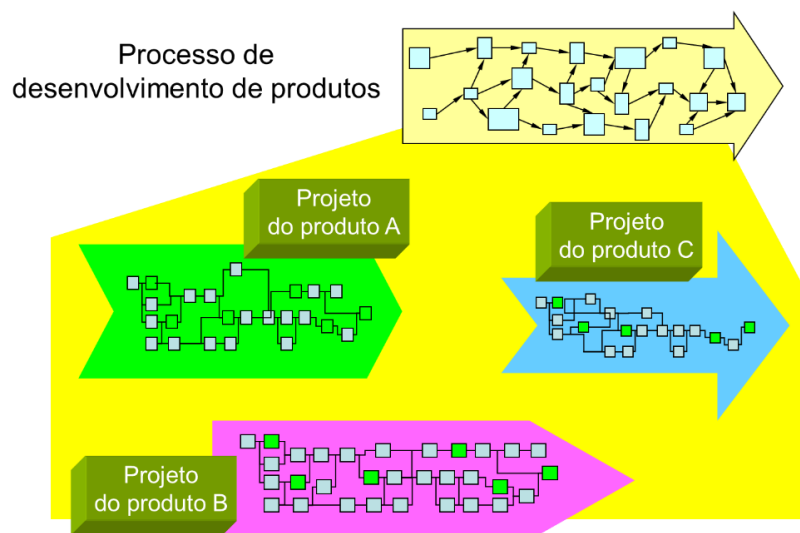 Processo de
desenvolvimento de produtos
Projeto
do produto A
Projeto
do produto C
Projeto
do produto B